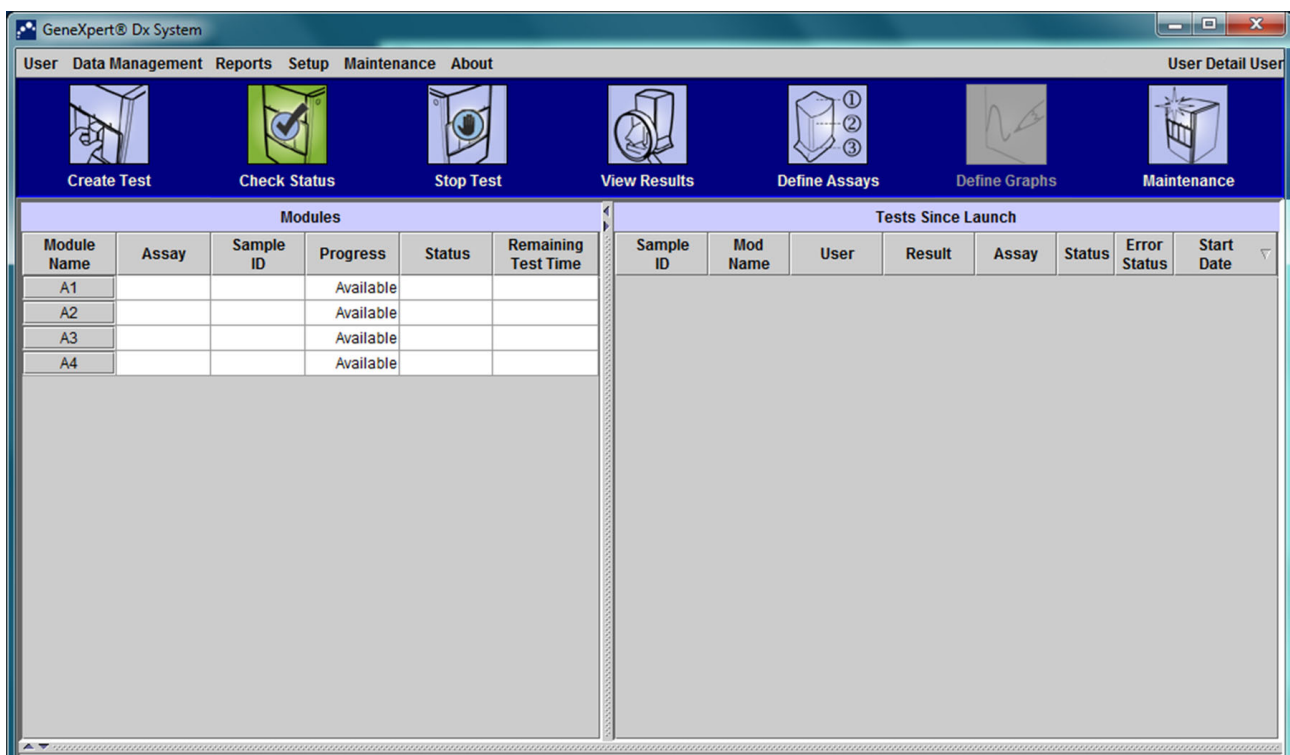 GeneXpert® Dx System
User Data Management Reports Setup Maintenance About User Detail User
① ② ③
Create Test Check Status Stop Test View Results Define Assays Define Graphs Maintenance
Modules
Module Name Assay Sample ID Progress Status Remaining Test Time
A1 Available
A2 Available
A3 Available
A4 Available
Tests Since Launch
Sample ID Mod Name User Result Assay Status Error Status Start Date